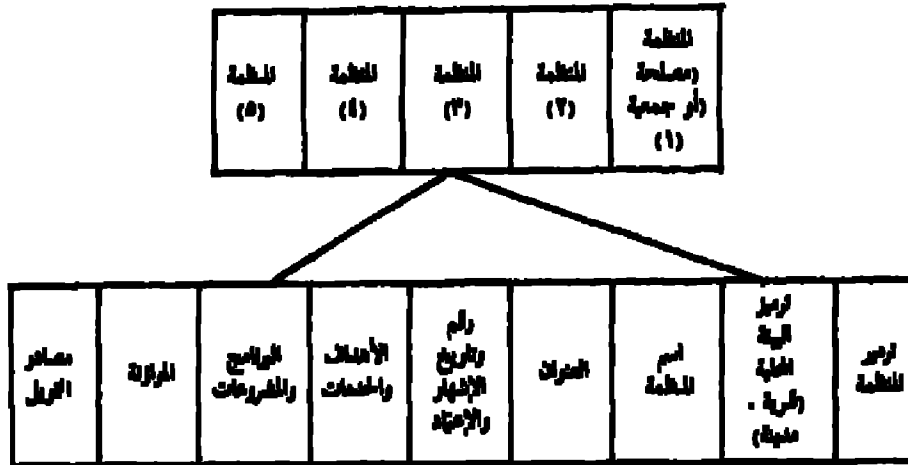 المنظمة
(مصلحة
أو جمعية)
(١)
المنظمة
(٢)
المنظمة
(٣)
المنظمة
(٤)
المنظمة
(٥)
ترميز
المنظمة
ترميز
البيئة
المحلية
(قرية .
مدينة)
اسم
المنظمة
العنوان
رقم
وتاريخ
الإشهار
والإعتماد
الأهداف
والخدمات
البرامج
والمشروعات
الموازنة
مصادر
التمويل